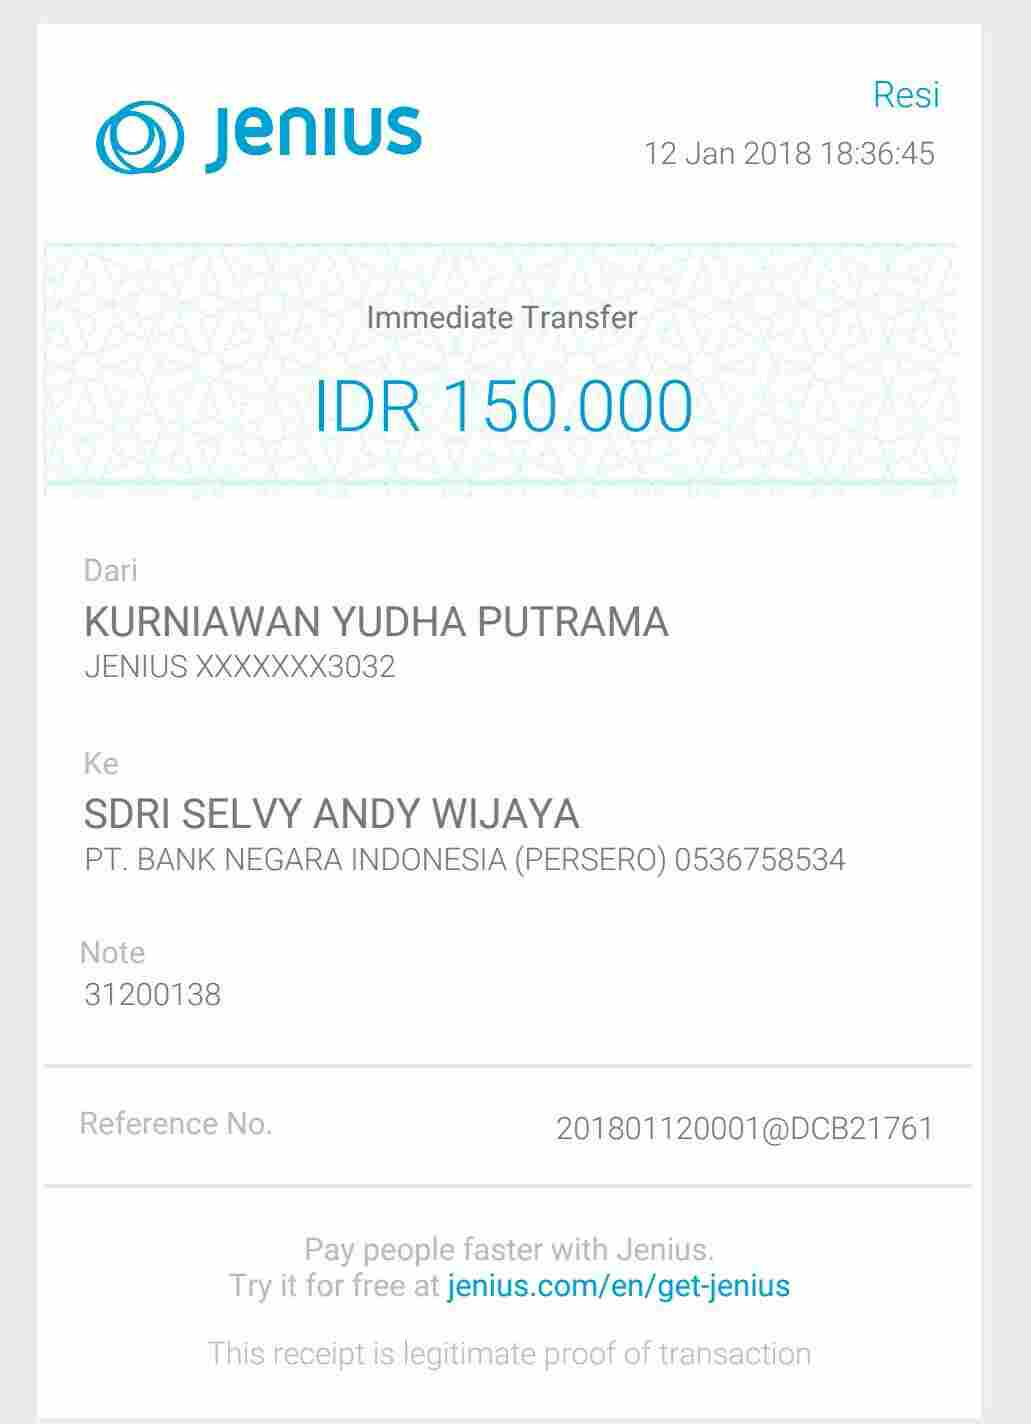 Jenius
Resi
12 Jan 2018 18:36:45
Immediate Transfer
IDR 150.000
Dari
KURNIAWAN YUDHA PUTRAMA
JENIUS XXXXXXX3032
Ke
SDRI SELVY ANDY WIJAYA
PT. BANK NEGARA INDONESIA (PERSERO) 0536758534
Note
31200138
Reference No.
201801120001@DCB21761
Pay people faster with Jenius.
Try it for free at jenius.com/en/get-jenius
This receipt is legitimate proof of transaction